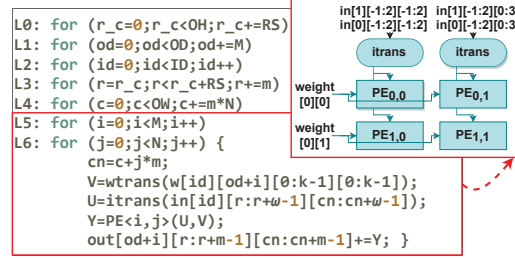 L0: for (r_c=0;r_c<OH;r_c+=RS)
L1: for (od=0;od<OD;od+=M)
L2: for (id=0;id<ID;id++)
L3: for (r=r_c;r<r_c+RS;r+=m)
L4: for (c=0;c<OW;c+=m*N)
L5: for (i=0;i<M;i++)
L6: for (j=0;j<N;j++) {
cn=c+j*m;
V=wtrans(w[id][od+i][0:k-1][0:k-1]);
U=itrans(in[id][r:r+ω-1][cn:cn+ω-1]);
Y=PE<i,j>(U,V);
out[od+i][r:r+m-1][cn:cn+m-1]+=Y; }
in[1][-1:2][-1:2] in[1][-1:2][0:3]
in[0][-1:2][-1:2] in[0][-1:2][0:3
itrans itrans
weight
[0][0]
PE0,0 PE0,1
weight
[0][1]
PE1,0 PE1,1